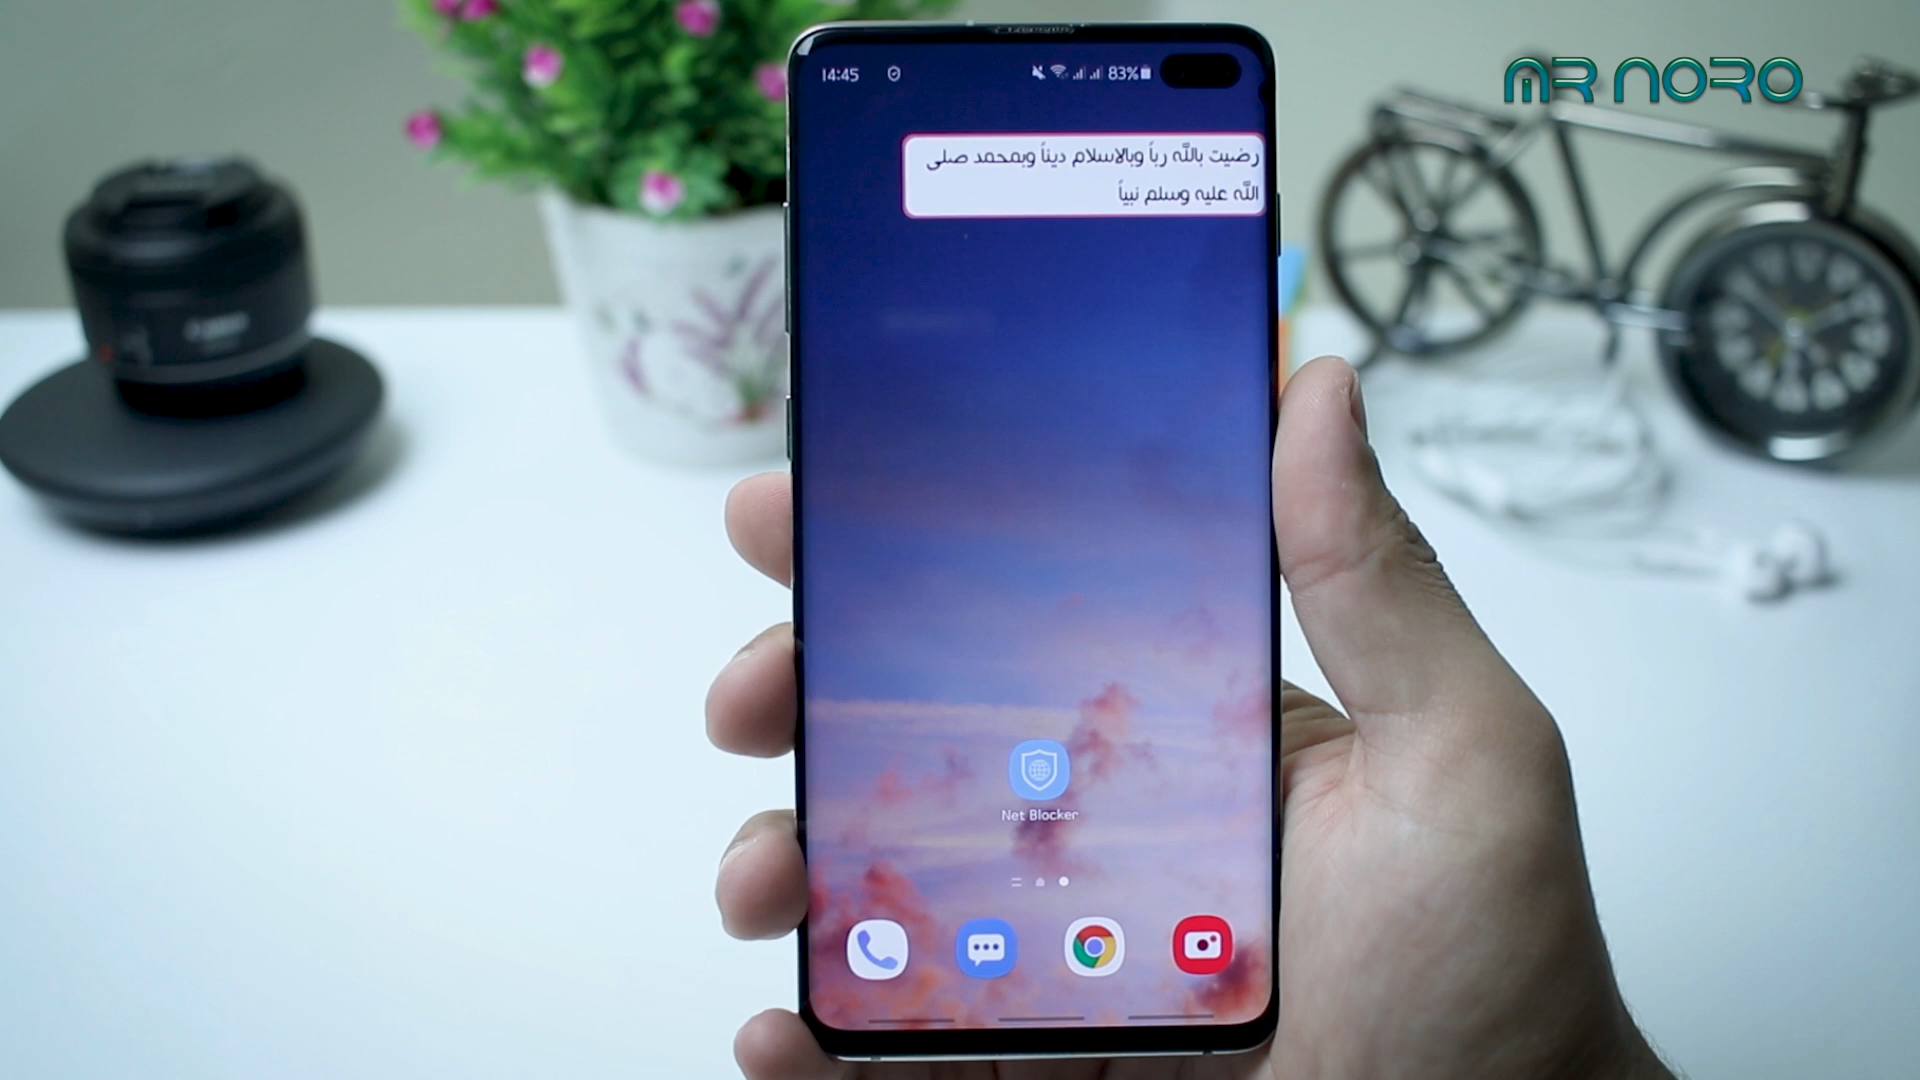 MR NORO
14:45
83%
رضيت بالله رباً وبالاسلام ديناً وبمحمد صلى
الله عليه وسلم نبياً
Net Blocker